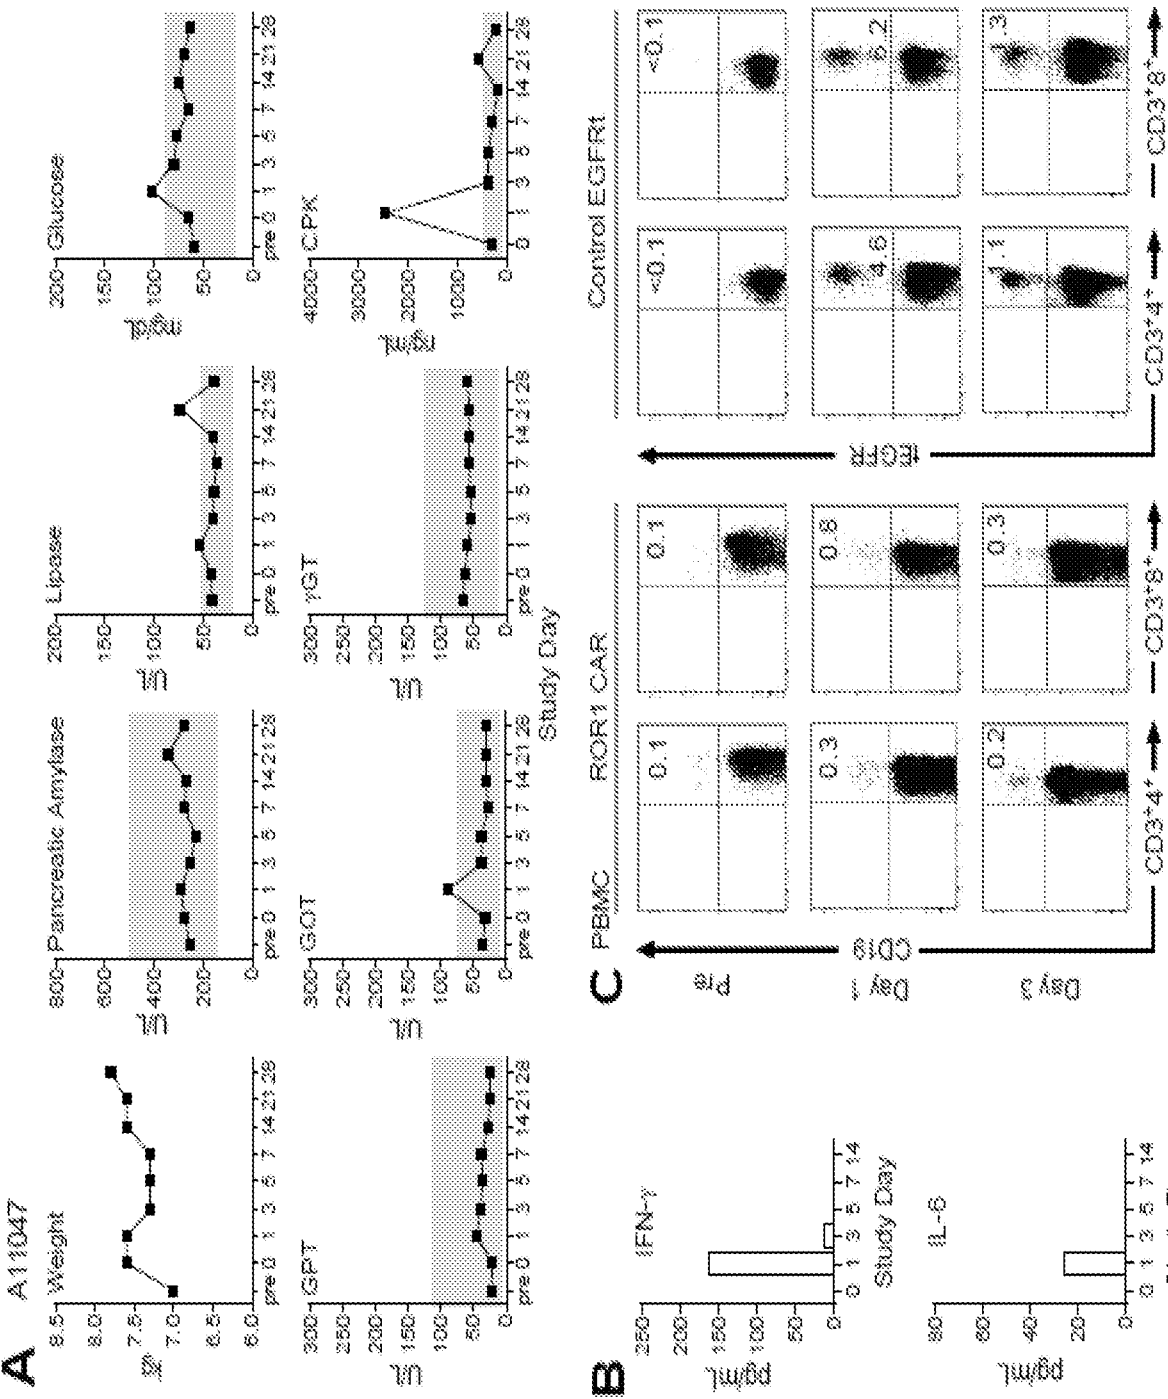 A
A11047
Weight
8.5
8.0
7.5
7.0
6.5
6.0
kg
pre 0 1 3 5 7 14 21 28
Pancreatic Amylase
800
600
400
200
0
U/L
pre 0 1 3 5 7 14 21 28
Lipase
200
150
100
50
0
U/L
pre 0 1 3 5 7 14 21 28
Glucose
200
150
100
50
0
mg/dL
pre 0 1 3 5 7 14 21 28
GPT
300
250
200
150
100
50
0
U/L
pre 0 1 3 5 7 14 21 28
GOT
300
250
200
150
100
50
0
U/L
pre 0 1 3 5 7 14 21 28
γGT
300
250
200
150
100
50
0
U/L
pre 0 1 3 5 7 14 21 28
CPK
4000
3000
2000
1000
0
ng/mL
0 1 3 5 7 14 21 28
Study Day
B
IFN-γ
250
200
150
100
50
0
pg/mL
0 1 3 5 7 14
Study Day
IL-6
80
60
40
20
0
pg/mL
0 1 3 5 7 14
C
PBMC
ROR1 CAR
Control EGFRt
Pre
0.1
0.1
<0.1
<0.1
Day 1
0.3
0.8
4.6
6.2
Day 3
0.2
0.3
1.1
1.3
CD19
tEGFR
CD3+4+
CD3+8+
CD3+4+
CD3+8+